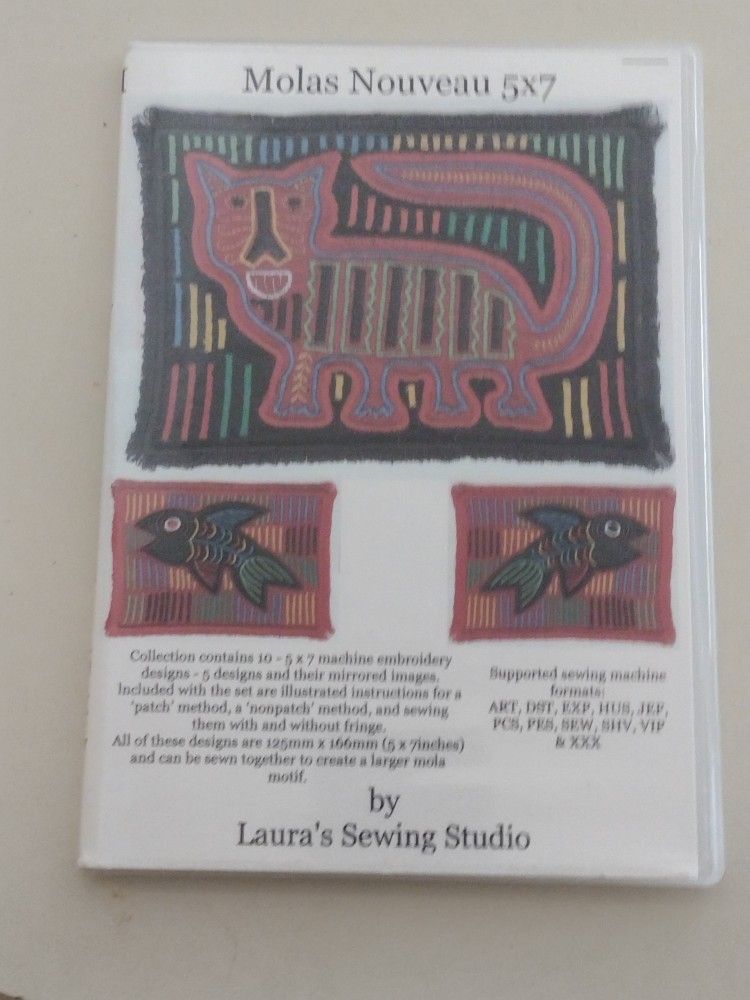 Molas Nouveau 5x7
Collection contains 10 - 5 x 7 machine embroidery
designs - 5 designs and their mirrored images.
Included with the set are illustrated instructions for a
'patch' method, a 'nonpatch' method, and sewing
them with and without fringe.
All of these designs are 125mm x 166mm (5 x 7inches)
and can be sewn together to create a larger mola
motif.
Supported sewing machine
formats:
ART, DST, EXP, HUS, JEF,
PCS, PES, SEW, SHV, VIP
& XXX
by
Laura's Sewing Studio